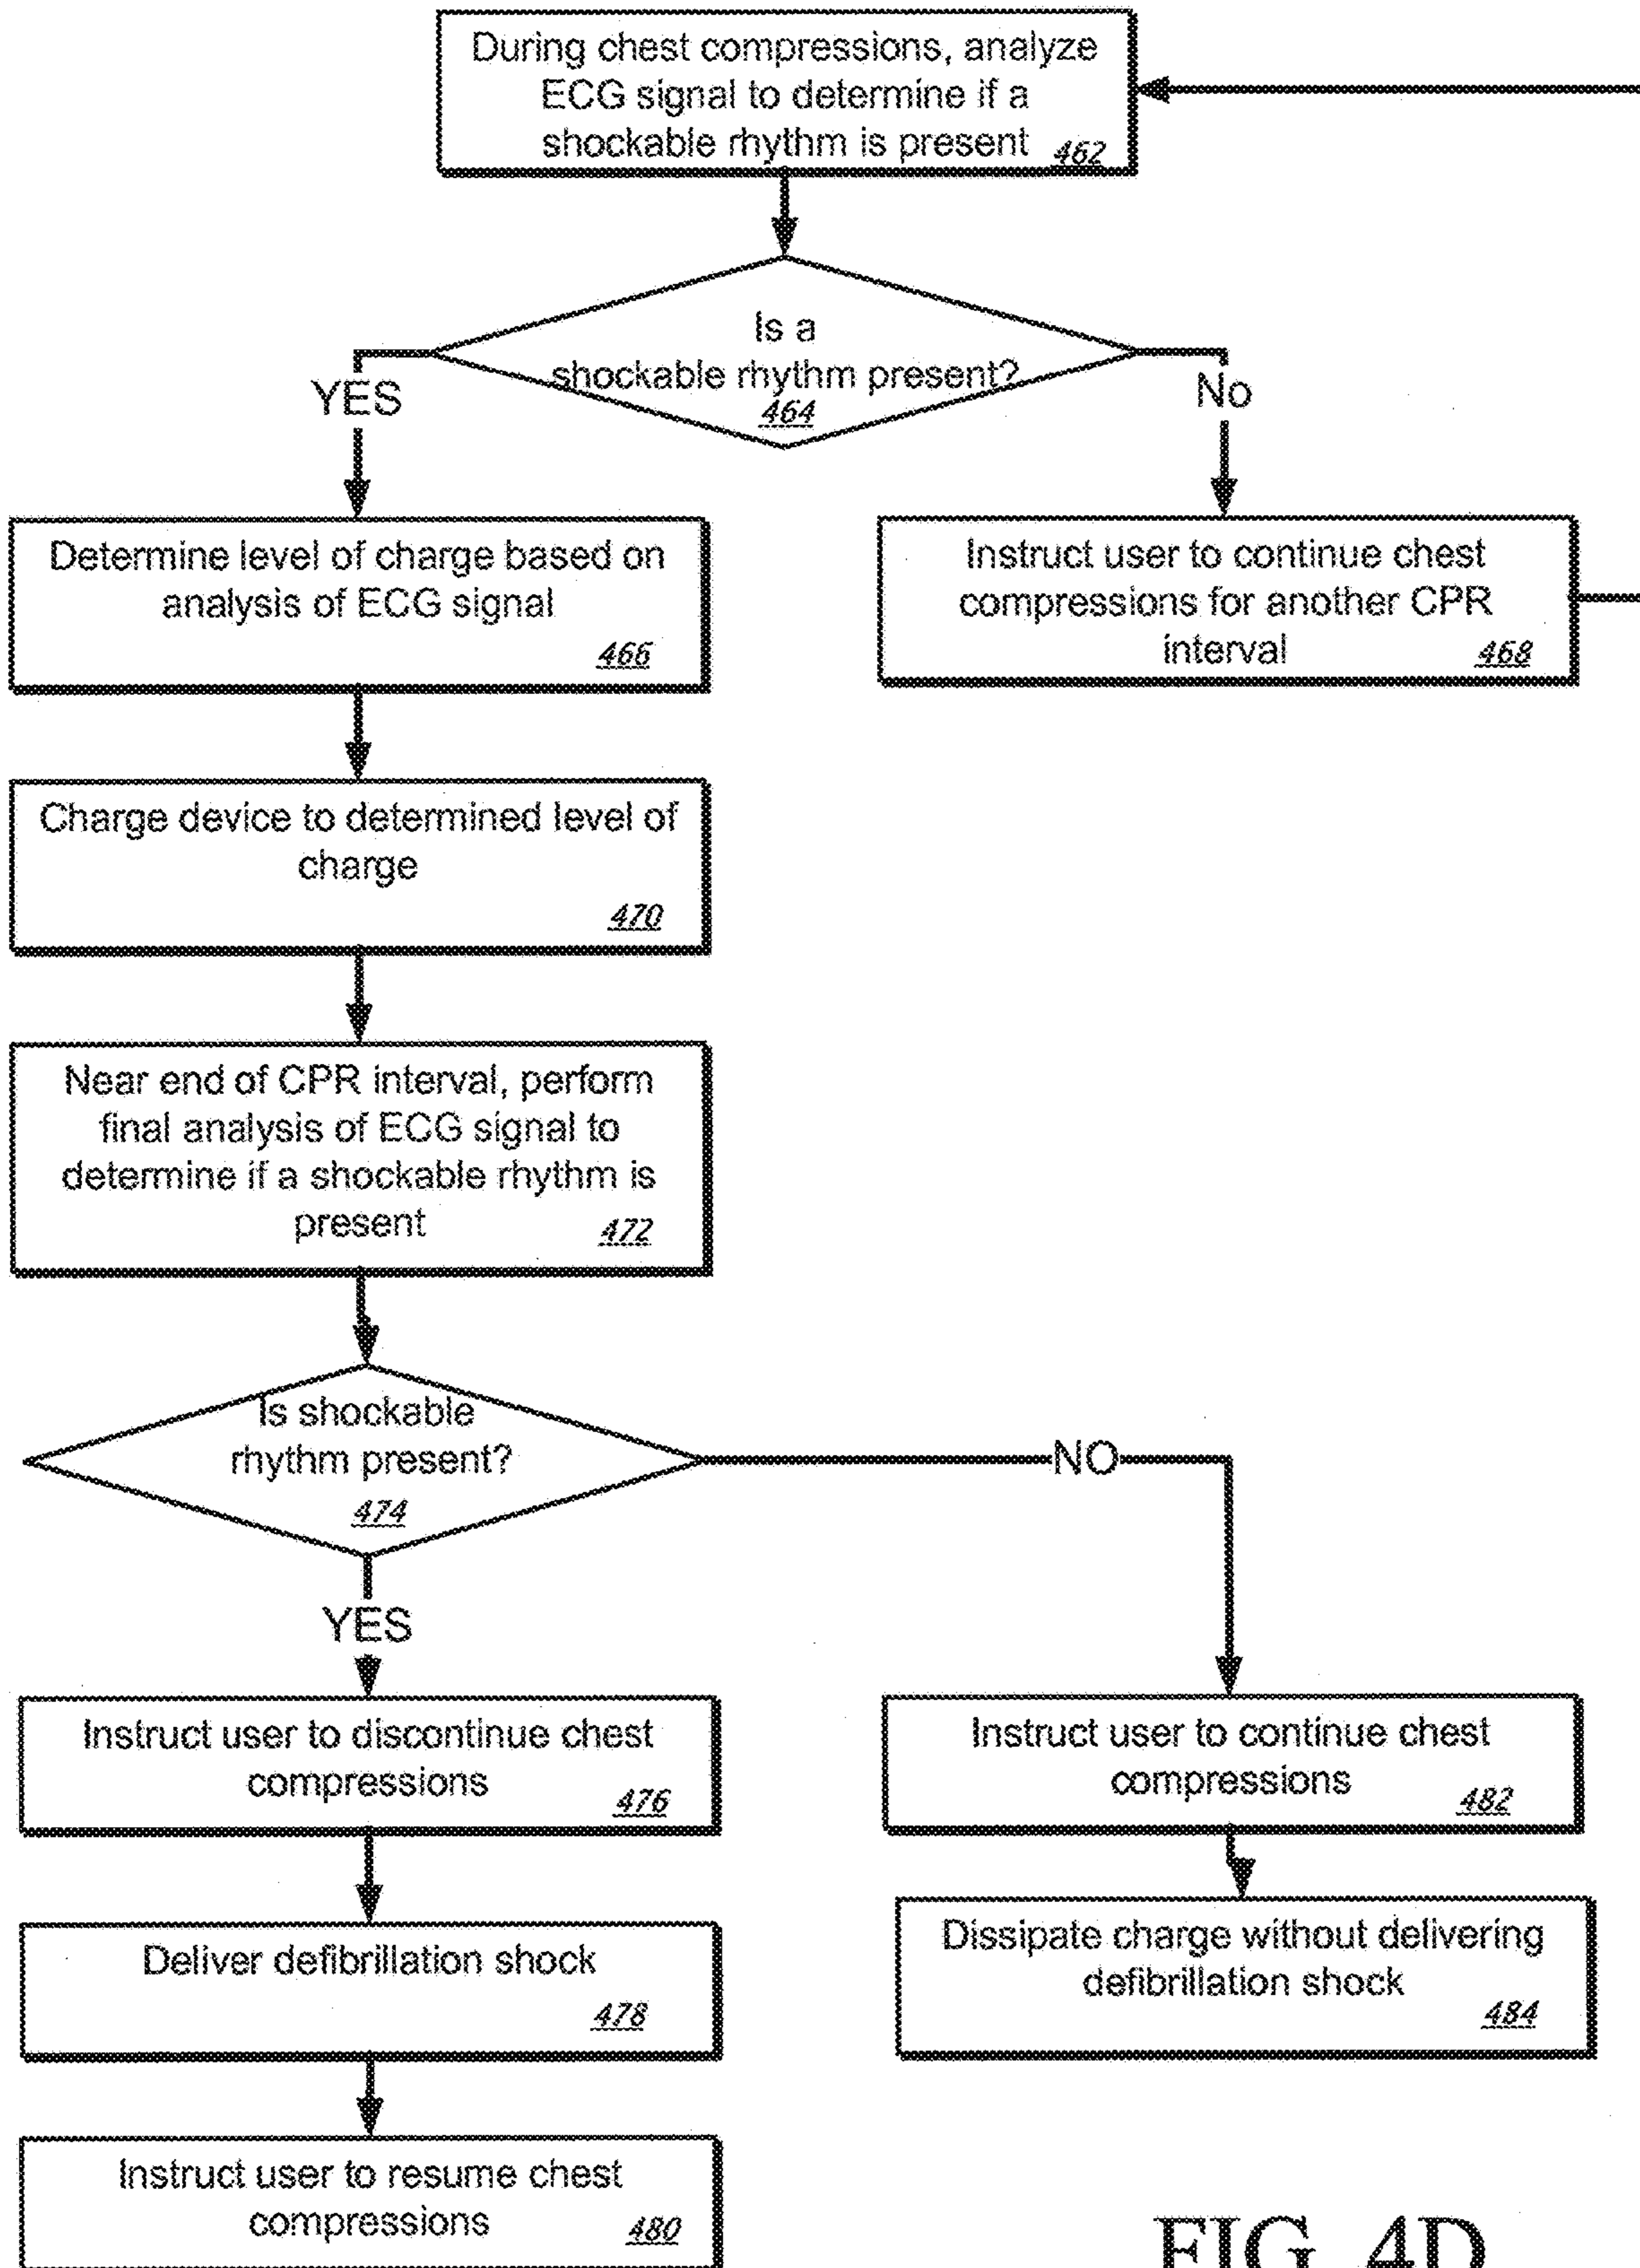 During chest compressions, analyze
ECG signal to determine if a
shockable rhythm is present 462
Is a
shockable rhythm present?
464
YES
No
Determine level of charge based on
analysis of ECG signal
466
Instruct user to continue chest
compressions for another CPR
interval 468
Charge device to determined level of
charge
470
Near end of CPR interval, perform
final analysis of ECG signal to
determine if a shockable rhythm is
present 472
Is shockable
rhythm present?
474
NO
YES
Instruct user to discontinue chest
compressions 476
Instruct user to continue chest
compressions 482
Deliver defibrillation shock
478
Dissipate charge without delivering
defibrillation shock
484
Instruct user to resume chest
compressions 480
FIG. 4D